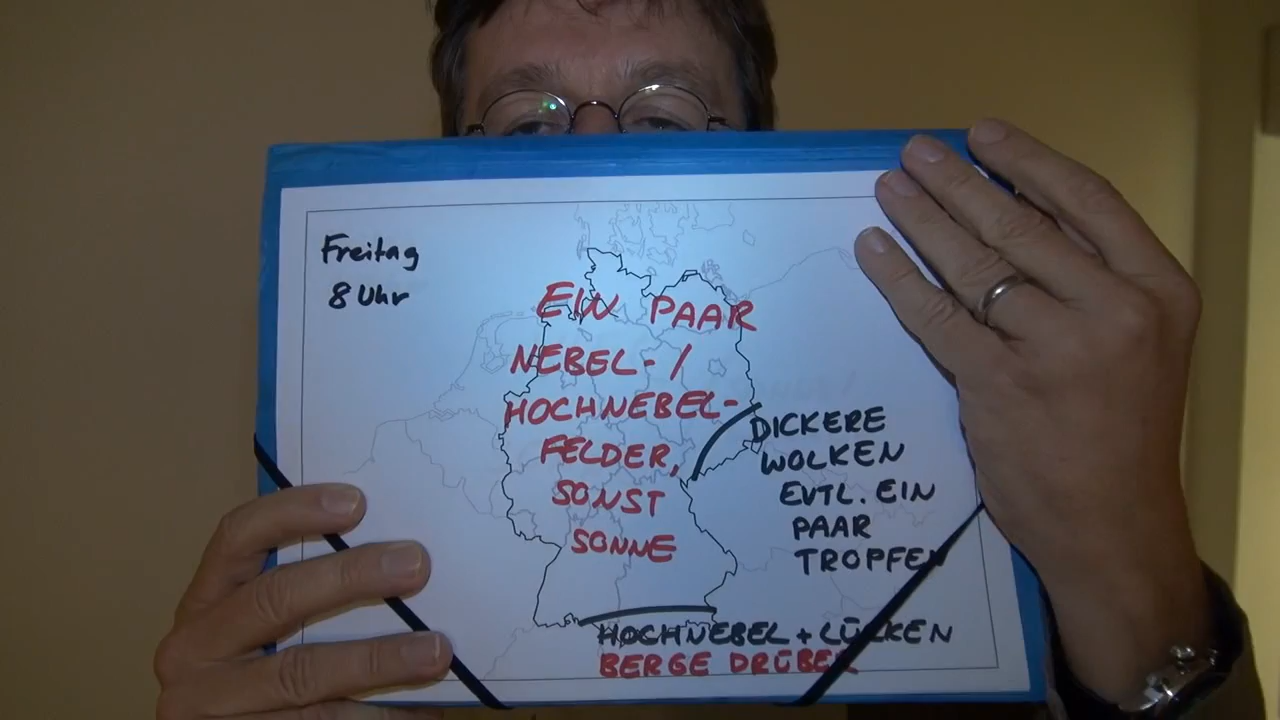 Freitag
8 Uhr
EIN PAAR
NEBEL-/
HOCHNEBEL-
FELDER,
SONST
SONNE
DICKERE
WOLKEN
EVTL. EIN
PAAR
TROPFEN
HOCHNEBEL + LÜCKEN
BERGE DRÜBER